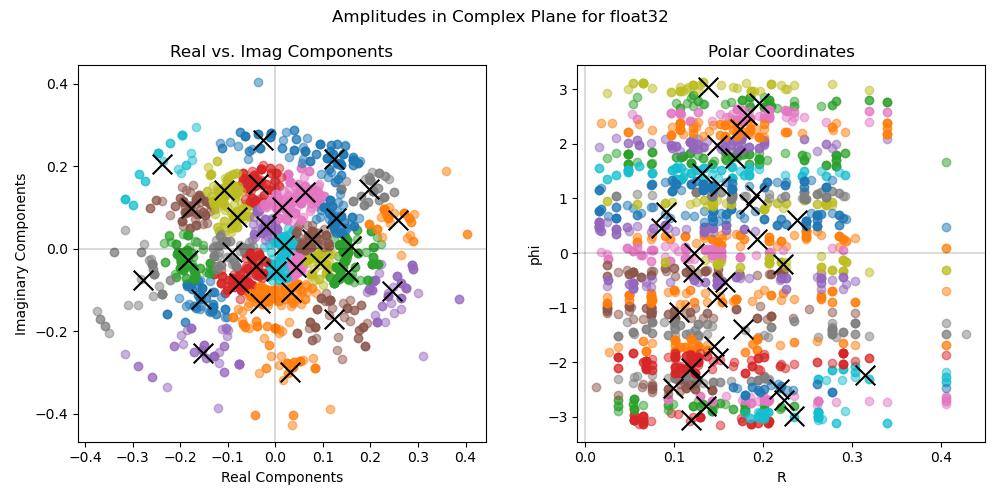 Amplitudes in Complex Plane for float32
Real vs. Imag Components
Imaginary Components
0.4
0.2
0.0
−0.2
−0.4
−0.4 −0.3 −0.2 −0.1 0.0 0.1 0.2 0.3 0.4
Real Components
Polar Coordinates
phi
3
2
1
0
−1
−2
−3
0.0 0.1 0.2 0.3 0.4
R